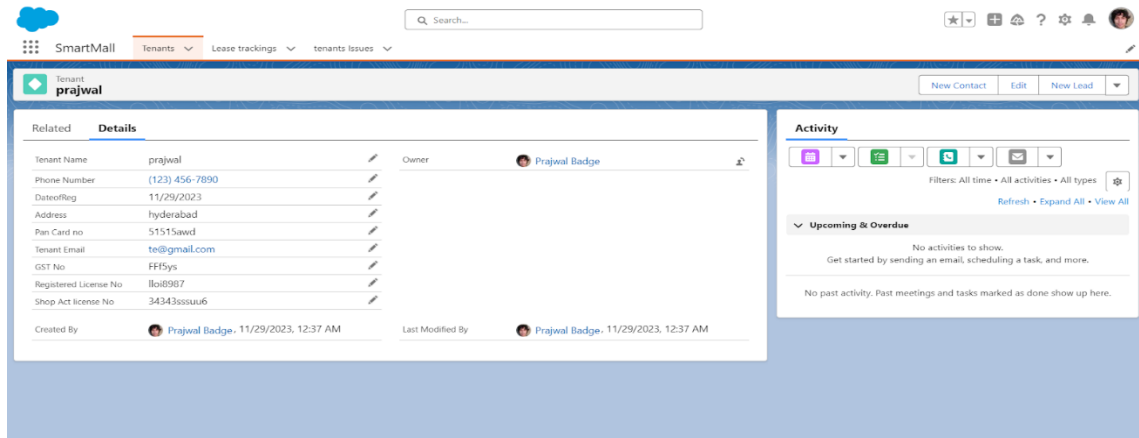 Search...
SmartMall Tenants Lease trackings tenants Issues
Tenant
prajwal
New Contact Edit New Lead
Related Details
Tenant Name prajwal
Owner Prajwal Badge
Phone Number (123) 456-7890
DateofReg 11/29/2023
Address hyderabad
Pan Card no 51515awd
Tenant Email te@gmail.com
GST No FFf5ys
Registered License No lloi8987
Shop Act license No 34343sssuu6
Created By Prajwal Badge, 11/29/2023, 12:37 AM
Last Modified By Prajwal Badge, 11/29/2023, 12:37 AM
Activity
Filters: All time • All activities • All types
Refresh • Expand All • View All
Upcoming & Overdue
No activities to show.
Get started by sending an email, scheduling a task, and more.
No past activity. Past meetings and tasks marked as done show up here.